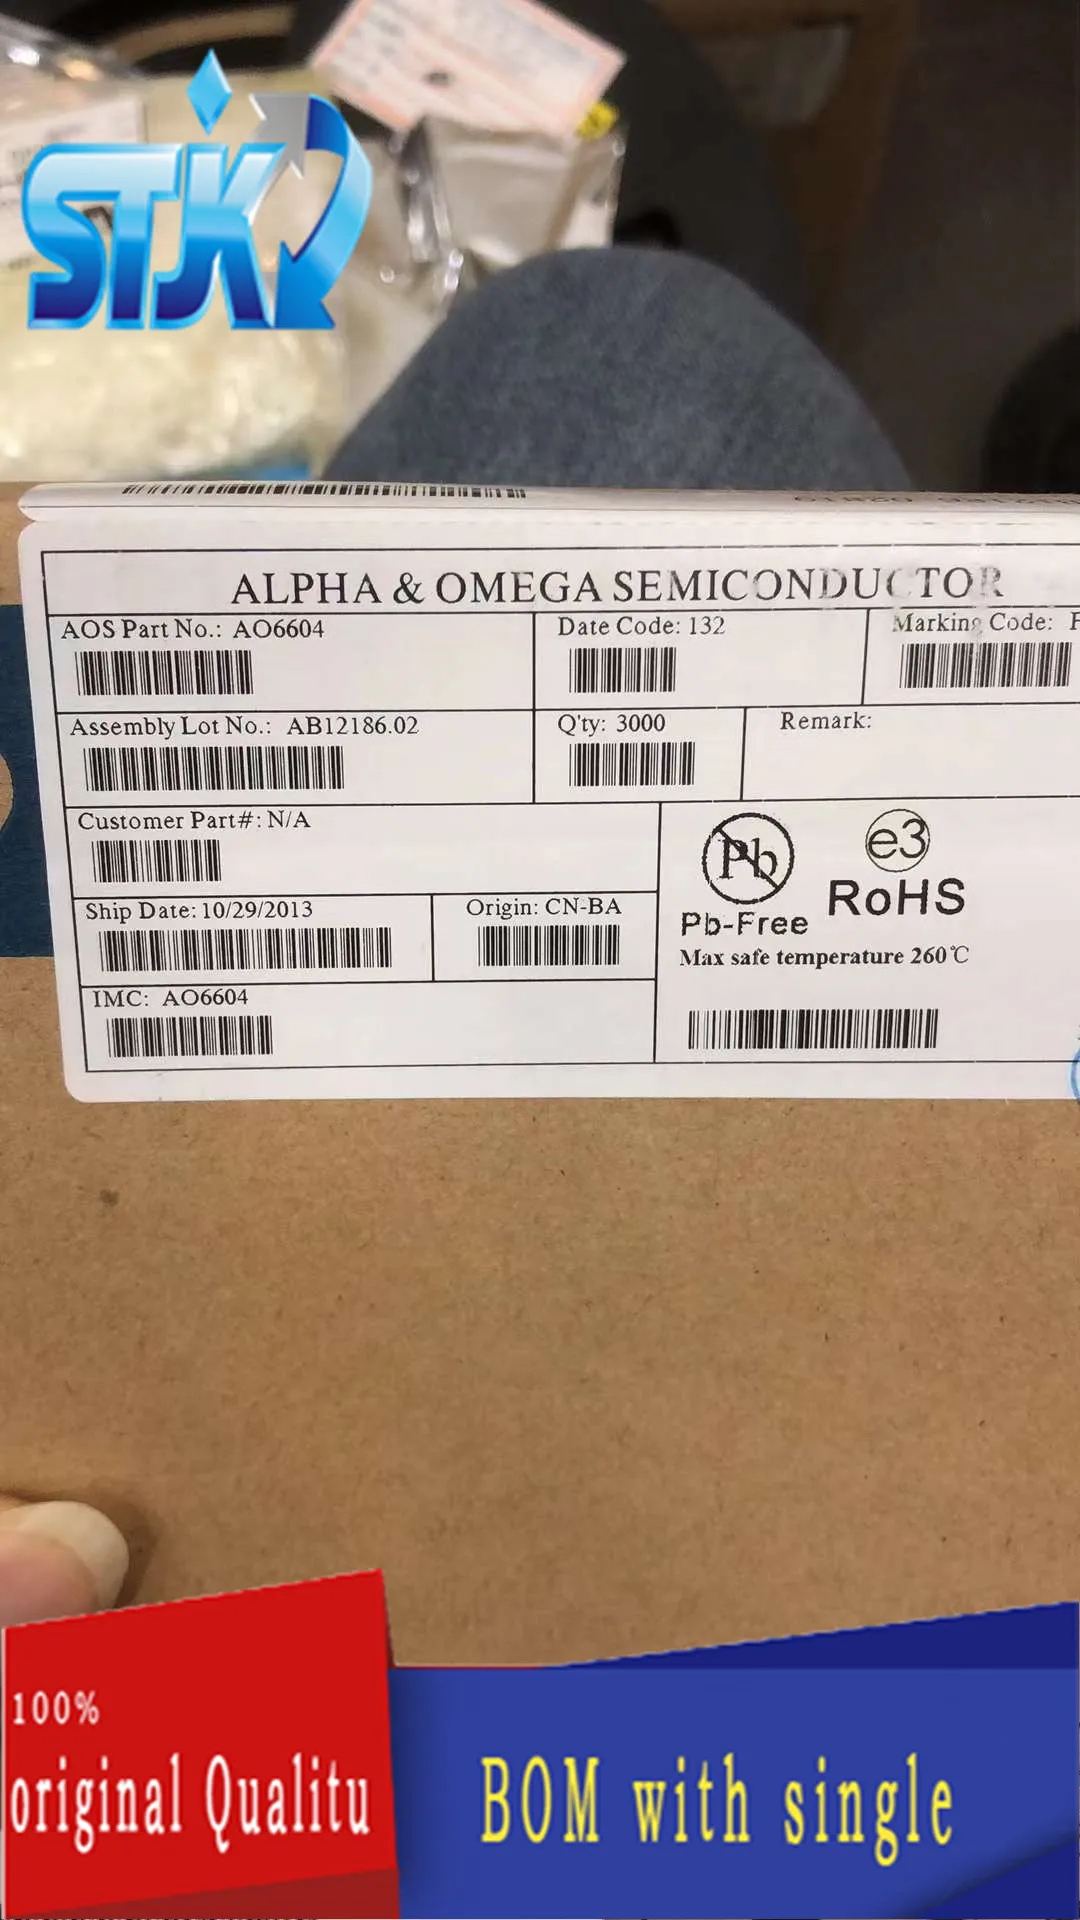 STK
ALPHA & OMEGA SEMICONDUCTOR
AOS Part No.: AO6604
Date Code: 132
Marking Code: F
Assembly Lot No.: AB12186.02
Q'ty: 3000
Remark:
Customer Part#: N/A
Pb
e3
RoHS
Pb-Free
Ship Date: 10/29/2013
Origin: CN-BA
Max safe temperature 260℃
IMC: AO6604
100%
original Qualitu
BOM with single